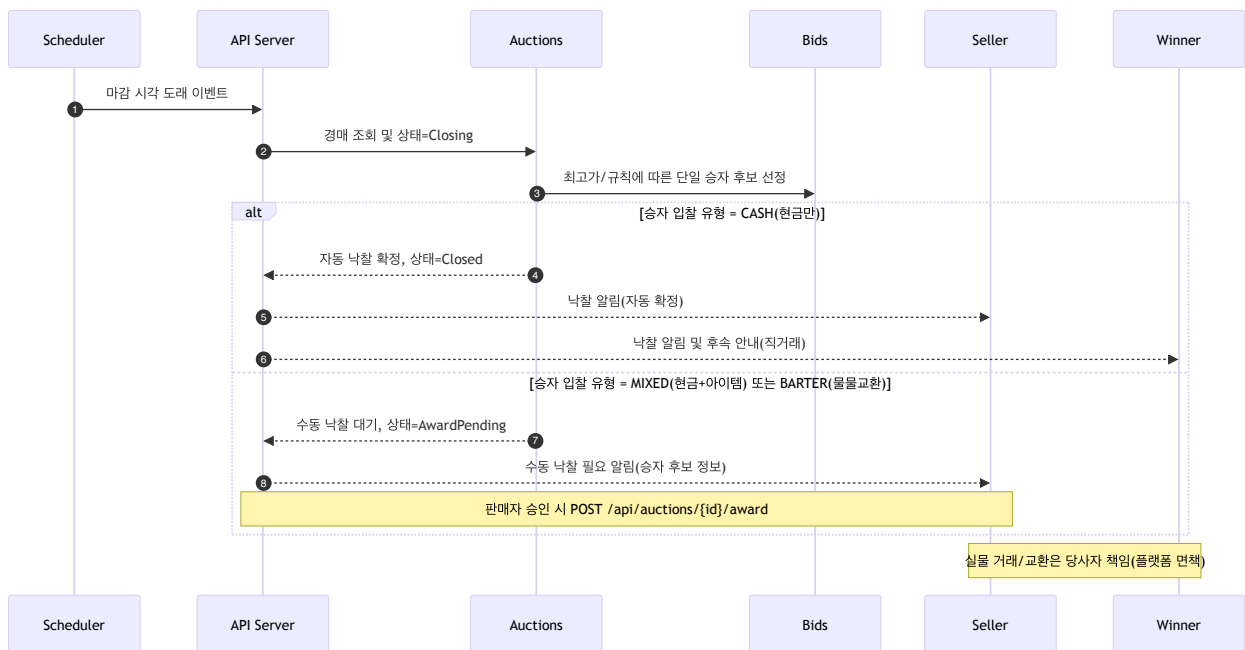 Scheduler
API Server
Auctions
Bids
Seller
Winner
마감 시각 도래 이벤트
1
경매 조회 및 상태=Closing
2
최고가/규칙에 따른 단일 승자 후보 선정
3
alt
[승자 입찰 유형 = CASH(현금만)]
자동 낙찰 확정, 상태=Closed
4
낙찰 알림(자동 확정)
5
낙찰 알림 및 후속 안내(직거래)
6
[승자 입찰 유형 = MIXED(현금+아이템) 또는 BARTER(물물교환)]
수동 낙찰 대기, 상태=AwardPending
7
수동 낙찰 필요 알림(승자 후보 정보)
8
판매자 승인 시 POST /api/auctions/{id}/award
실물 거래/교환은 당사자 책임(플랫폼 면책)
Scheduler
API Server
Auctions
Bids
Seller
Winner